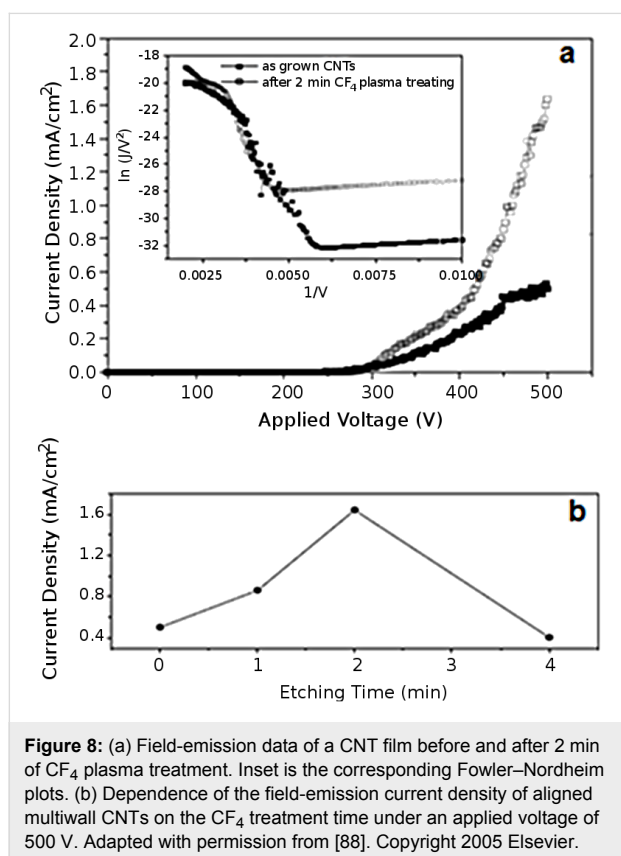 2.0
1.8
1.6
1.4
1.2
1.0
0.8
0.6
0.4
0.2
0.0
Current Density (mA/cm²)
a
-18
-20
-22
-24
-26
-28
-30
-32
ln (J/V²)
as grown CNTs
after 2 min CF₄ plasma treating
0.0025 0.0050 0.0075 0.0100
1/V
0 100 200 300 400 500
Applied Voltage (V)
b
Current Density (mA/cm²)
1.6
1.2
0.8
0.4
0 1 2 3 4
Etching Time (min)
Figure 8: (a) Field-emission data of a CNT film before and after 2 min
of CF₄ plasma treatment. Inset is the corresponding Fowler–Nordheim
plots. (b) Dependence of the field-emission current density of aligned
multiwall CNTs on the CF₄ treatment time under an applied voltage of
500 V. Adapted with permission from [88]. Copyright 2005 Elsevier.